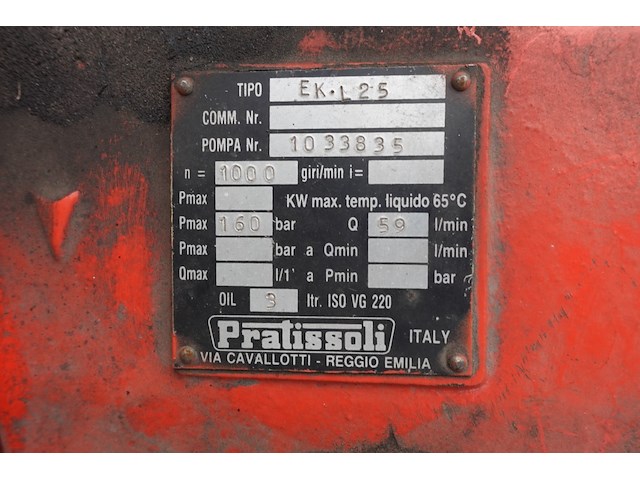 TIPO EK·L25
COMM. Nr.
POMPA Nr. 1033835
n = 1000 giri/min i =
Pmax KW max. temp. liquido 65°C
Pmax 160 bar Q 59 l/min
Pmax bar a Qmin l/min
Qmax l/1' a Pmin bar
OIL 3 ltr. ISO VG 220
Pratissoli ITALY
VIA CAVALLOTTI - REGGIO EMILIA